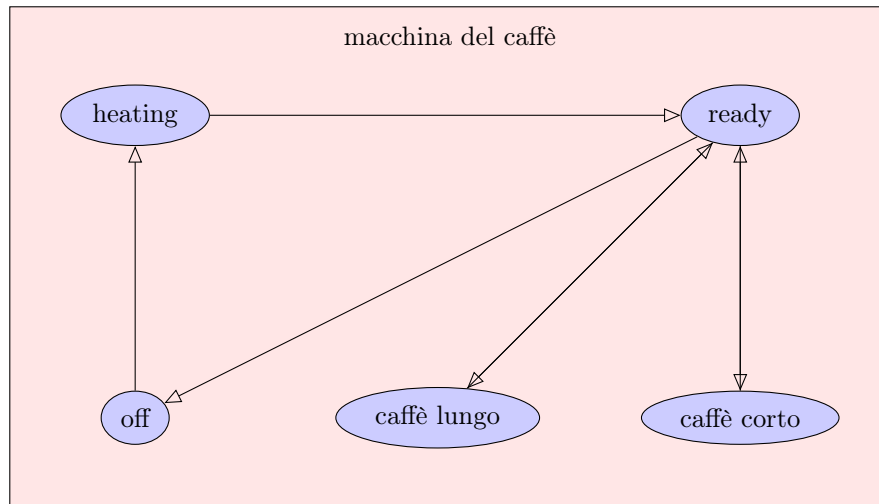 macchina del caffè
heating
ready
off
caffè lungo
caffè corto